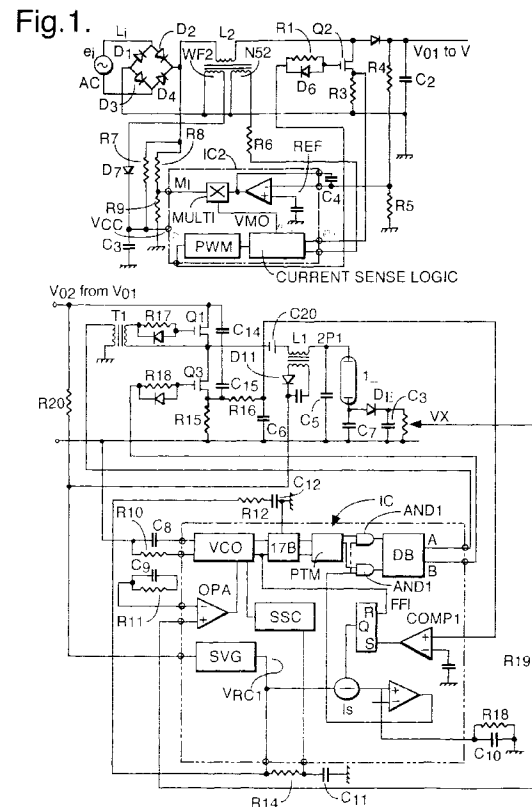 Fig.1.
Li
D1
D2
L2
WF2
N52
R1
Q2
V01 to V
ei
AC
D3
D4
D6
R3
R4
C2
R7
R8
R6
IC2
REF
D7
R9
MI
C4
R5
MULTI
VMO
VCC
C3
PWM
CURRENT SENSE LOGIC
V02 from V01
C20
T1
R17
Q1
C14
D11
L1
2P1
R18
Q3
C15
R16
C5
1
D1E
C3
VX
R20
R15
C6
C7
R12
C12
IC
AND1
R10
C8
VCO
17B
PTM
DB
A
B
C9
R11
OPA
SSC
AND1
FFI
R
Q
S
COMP1
R19
SVG
VRC1
Is
R18
C10
R14
C11